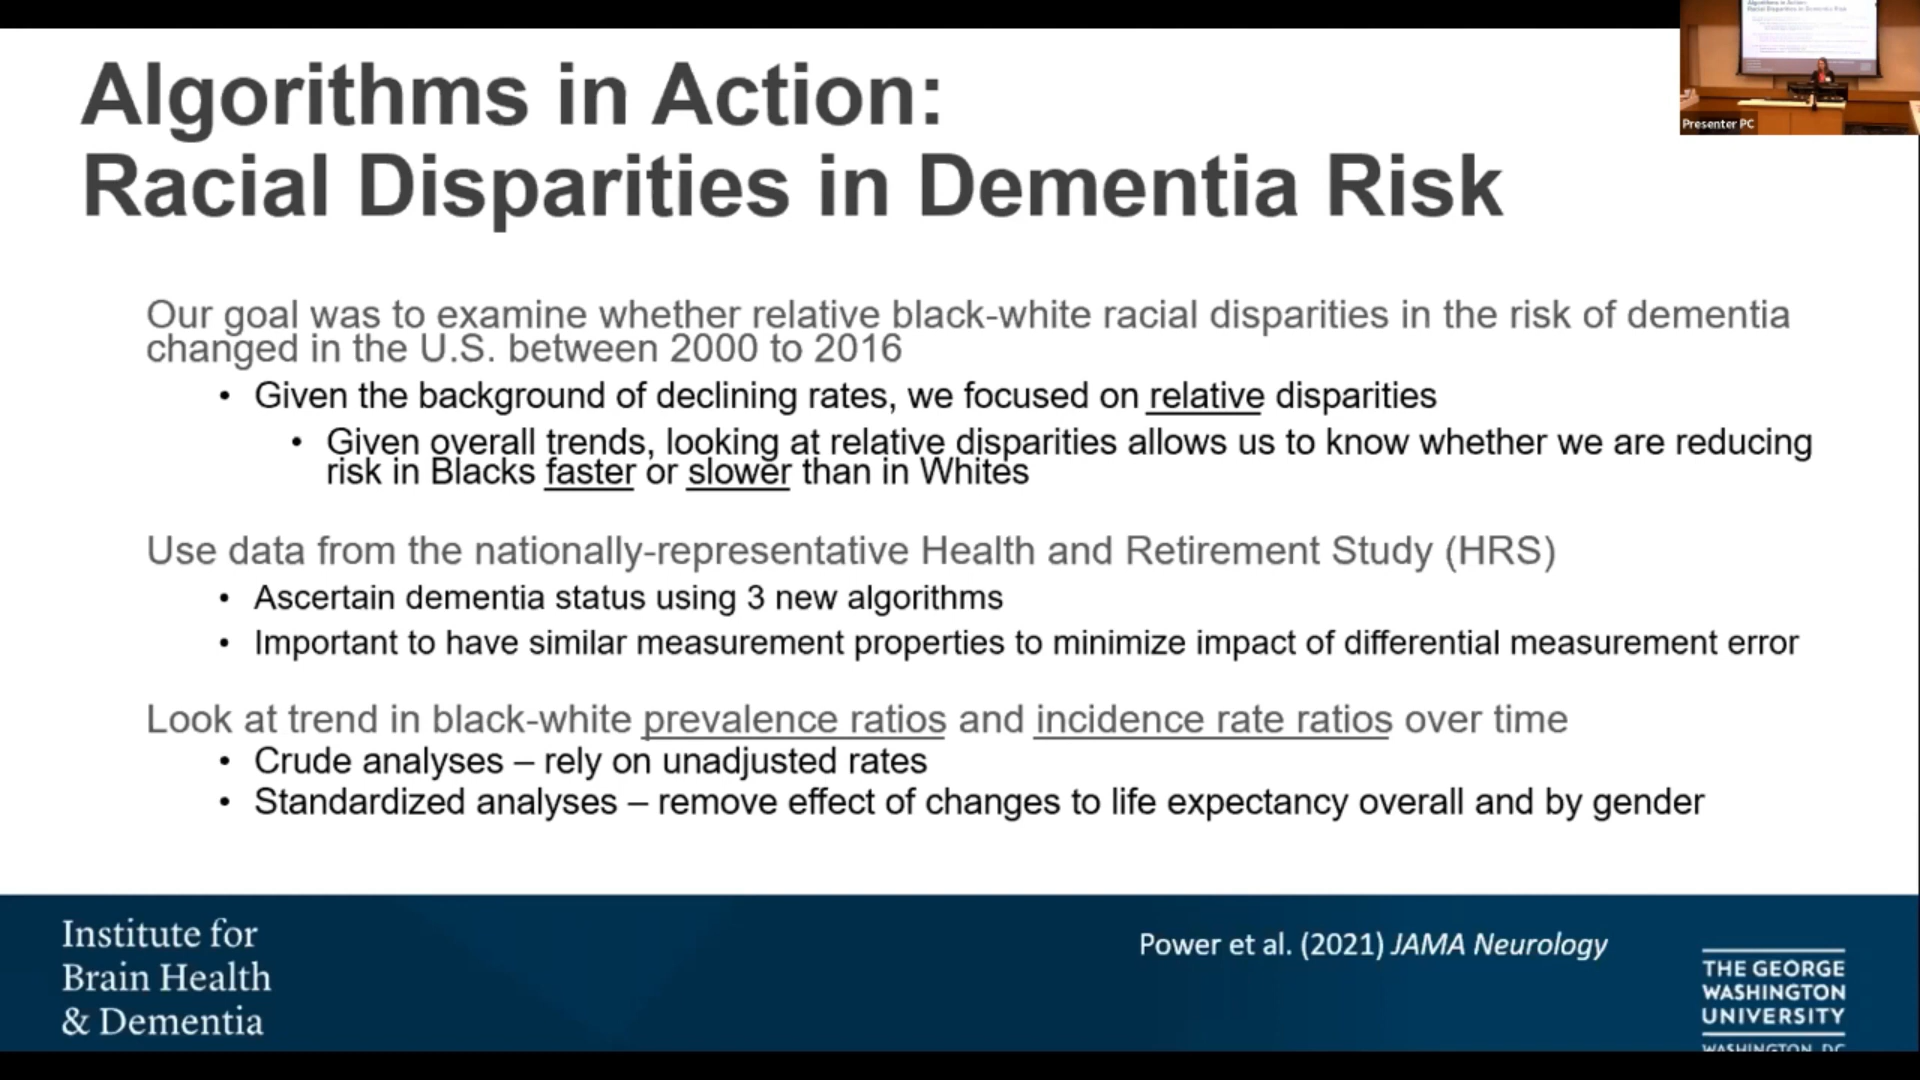 Algorithms in Action:
Racial Disparities in Dementia Risk
Presenter PC
Our goal was to examine whether relative black-white racial disparities in the risk of dementia
changed in the U.S. between 2000 to 2016
• Given the background of declining rates, we focused on relative disparities
• Given overall trends, looking at relative disparities allows us to know whether we are reducing
risk in Blacks faster or slower than in Whites
Use data from the nationally-representative Health and Retirement Study (HRS)
• Ascertain dementia status using 3 new algorithms
• Important to have similar measurement properties to minimize impact of differential measurement error
Look at trend in black-white prevalence ratios and incidence rate ratios over time
• Crude analyses – rely on unadjusted rates
• Standardized analyses – remove effect of changes to life expectancy overall and by gender
Institute for
Brain Health
& Dementia
Power et al. (2021) JAMA Neurology
THE GEORGE
WASHINGTON
UNIVERSITY
WASHINGTON, DC